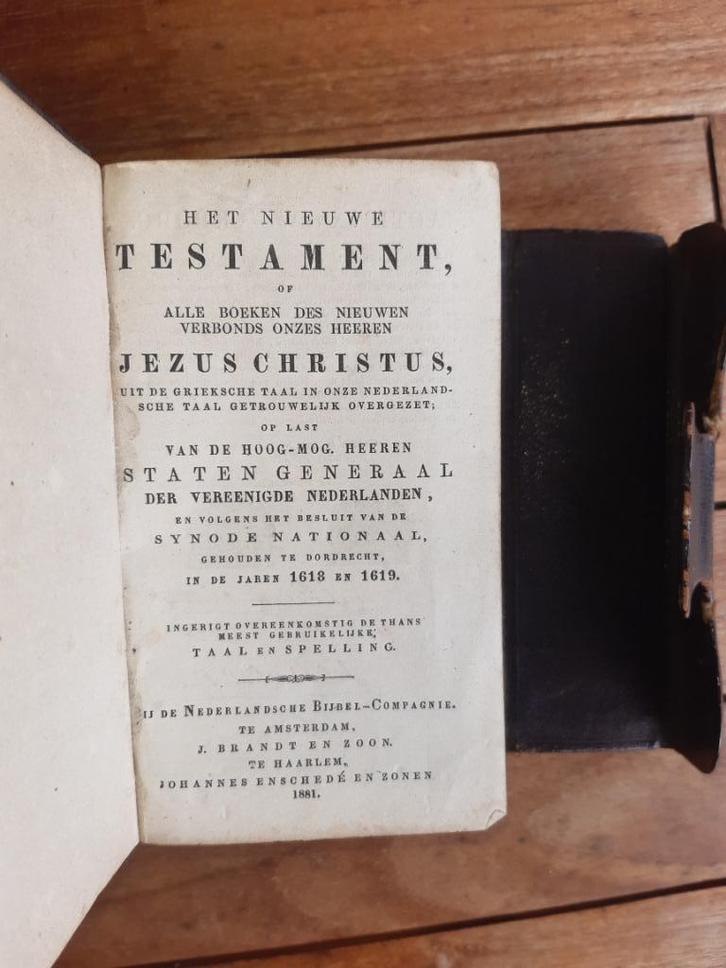 HET NIEUWE
TESTAMENT,
OF
ALLE BOEKEN DES NIEUWEN
VERBONDS ONZES HEEREN
JEZUS CHRISTUS,
UIT DE GRIEKSCHE TAAL IN ONZE NEDERLAND-
SCHE TAAL GETROUWELIJK OVERGEZET;
OP LAST
VAN DE HOOG-MOG. HEEREN
STATEN GENERAAL
DER VEREENIGDE NEDERLANDEN,
EN VOLGENS HET BESLUIT VAN DE
SYNODE NATIONAAL,
GEHOUDEN TE DORDRECHT,
IN DE JAREN 1618 EN 1619.
INGERIGT OVEREENKOMSTIG DE THANS
MEEST GEBRUIKELIJKE,
TAAL EN SPELLING.
BIJ DE NEDERLANDSCHE BIJBEL-COMPAGNIE.
TE AMSTERDAM,
J. BRANDT EN ZOON.
TE HAARLEM,
JOHANNES ENSCHEDÉ EN ZONEN
1881.